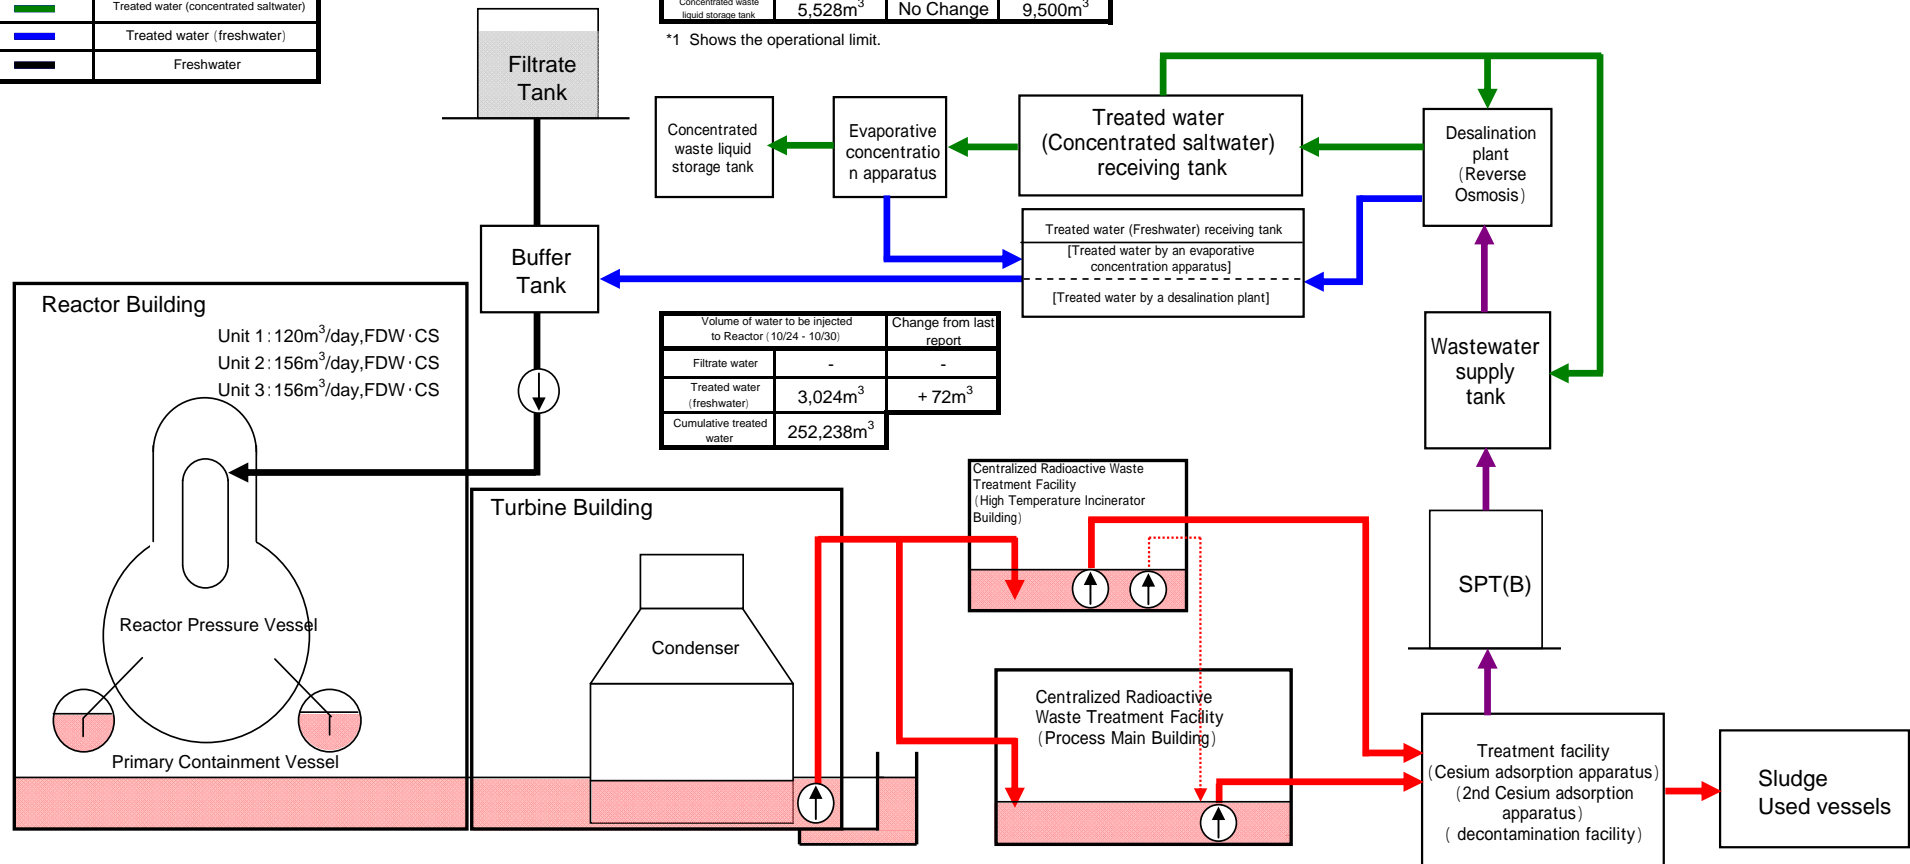 Treated water (concentrated saltwater)
Treated water (freshwater)
Freshwater
Concentrated waste
liquid storage tank
5,528m³
No Change
9,500m³
*1 Shows the operational limit.
Filtrate
Tank
Concentrated
waste liquid
storage tank
Evaporative
concentratio
n apparatus
Treated water
(Concentrated saltwater)
receiving tank
Desalination
plant
(Reverse
Osmosis)
Treated water (Freshwater) receiving tank
[Treated water by an evaporative
concentration apparatus]
[Treated water by a desalination plant]
Buffer
Tank
Reactor Building
Unit 1:120m³/day,FDW・CS
Unit 2:156m³/day,FDW・CS
Unit 3:156m³/day,FDW・CS
Volume of water to be injected
to Reactor (10/24 - 10/30)
Change from last
report
Filtrate water
-
-
Treated water
(freshwater)
3,024m³
+ 72m³
Cumulative treated
water
252,238m³
Wastewater
supply
tank
Centralized Radioactive Waste
Treatment Facility
(High Temperature Incinerator
Building)
Turbine Building
SPT(B)
Reactor Pressure Vessel
Condenser
Centralized Radioactive
Waste Treatment Facility
(Process Main Building)
Primary Containment Vessel
Treatment facility
(Cesium adsorption apparatus)
(2nd Cesium adsorption
apparatus)
( decontamination facility)
Sludge
Used vessels